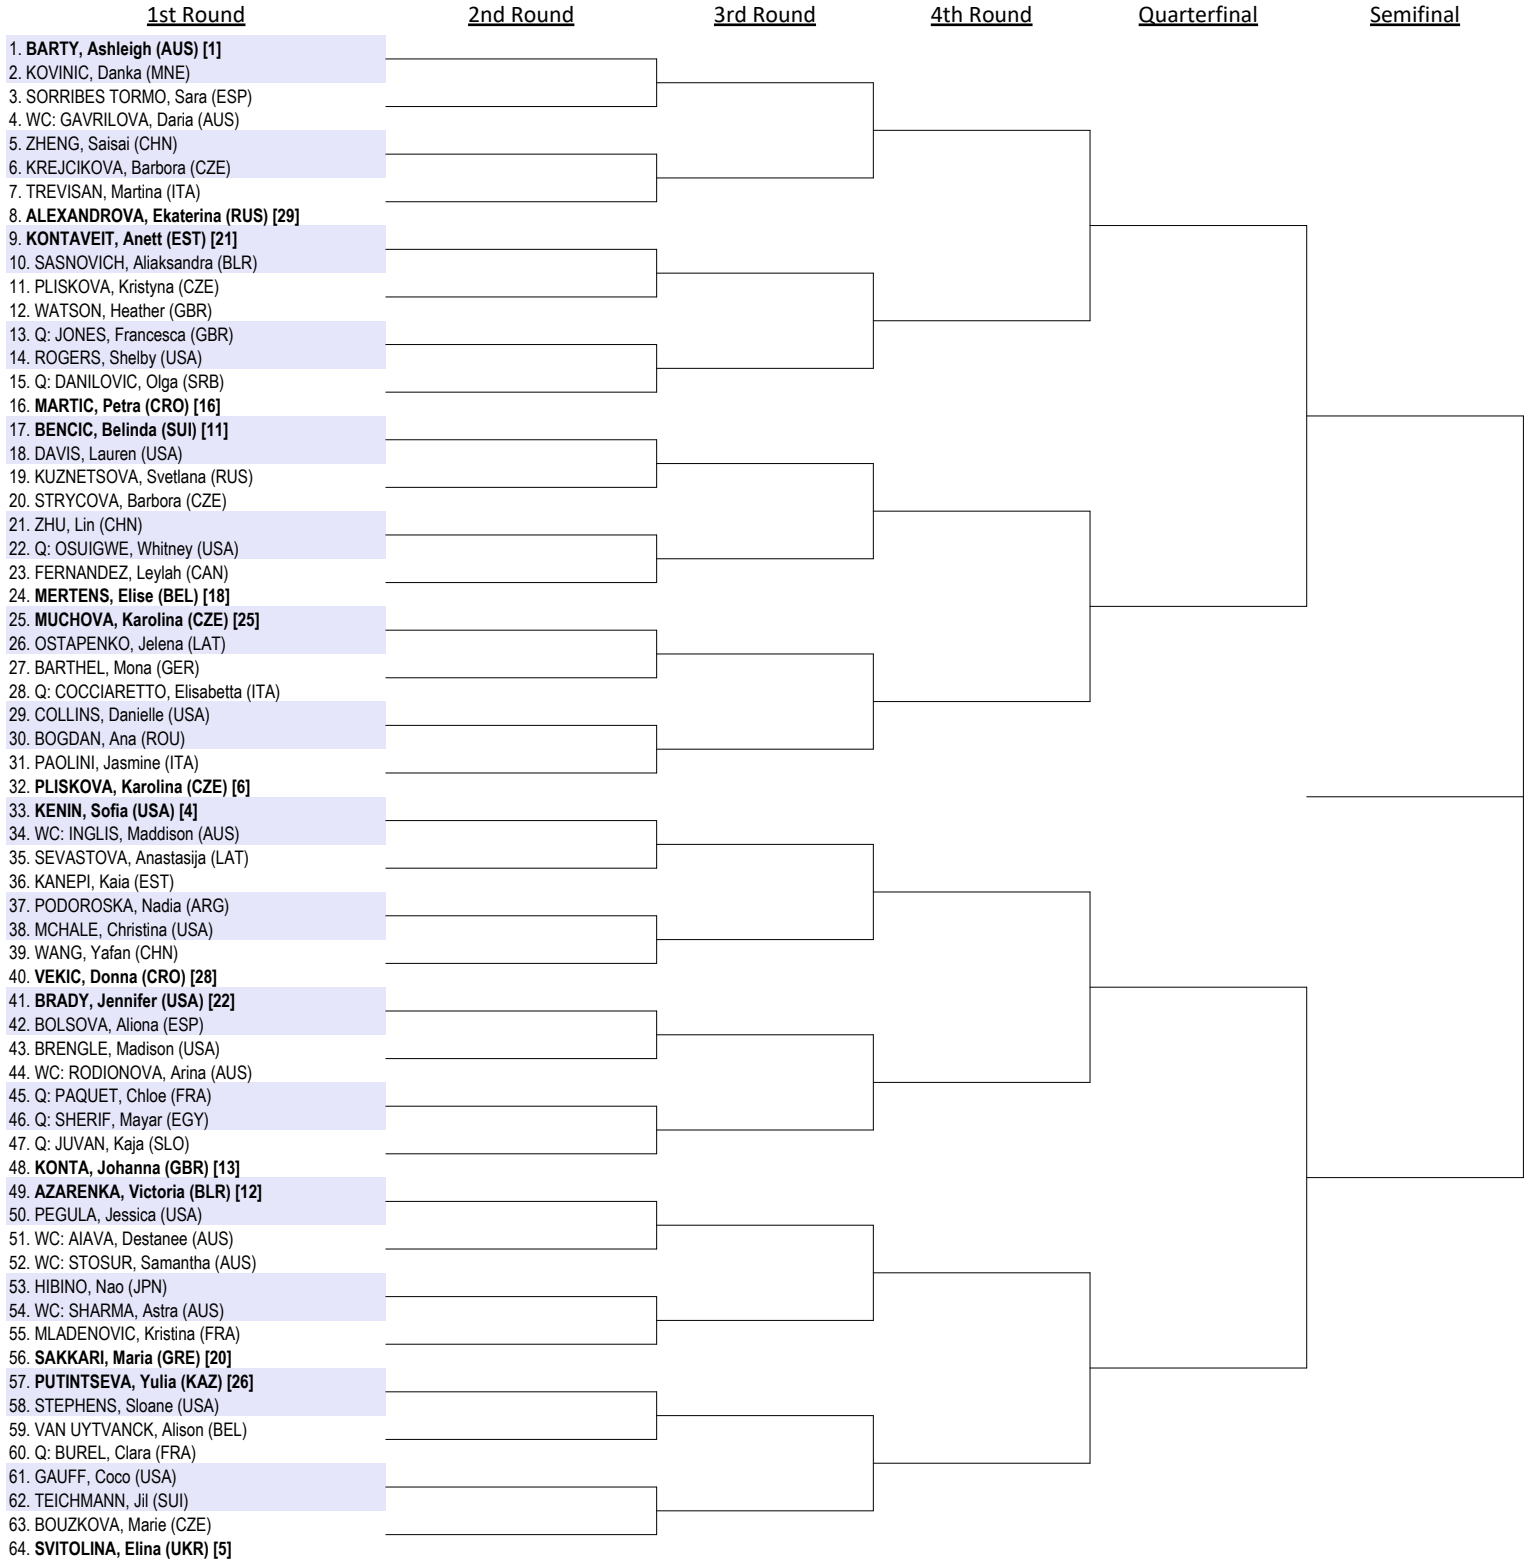 1st Round 2nd Round 3rd Round 4th Round Quarterfinal Semifinal
1. BARTY, Ashleigh (AUS) [1]
2. KOVINIC, Danka (MNE)
3. SORRIBES TORMO, Sara (ESP)
4. WC: GAVRILOVA, Daria (AUS)
5. ZHENG, Saisai (CHN)
6. KREJCIKOVA, Barbora (CZE)
7. TREVISAN, Martina (ITA)
8. ALEXANDROVA, Ekaterina (RUS) [29]
9. KONTAVEIT, Anett (EST) [21]
10. SASNOVICH, Aliaksandra (BLR)
11. PLISKOVA, Kristyna (CZE)
12. WATSON, Heather (GBR)
13. Q: JONES, Francesca (GBR)
14. ROGERS, Shelby (USA)
15. Q: DANILOVIC, Olga (SRB)
16. MARTIC, Petra (CRO) [16]
17. BENCIC, Belinda (SUI) [11]
18. DAVIS, Lauren (USA)
19. KUZNETSOVA, Svetlana (RUS)
20. STRYCOVA, Barbora (CZE)
21. ZHU, Lin (CHN)
22. Q: OSUIGWE, Whitney (USA)
23. FERNANDEZ, Leylah (CAN)
24. MERTENS, Elise (BEL) [18]
25. MUCHOVA, Karolina (CZE) [25]
26. OSTAPENKO, Jelena (LAT)
27. BARTHEL, Mona (GER)
28. Q: COCCIARETTO, Elisabetta (ITA)
29. COLLINS, Danielle (USA)
30. BOGDAN, Ana (ROU)
31. PAOLINI, Jasmine (ITA)
32. PLISKOVA, Karolina (CZE) [6]
33. KENIN, Sofia (USA) [4]
34. WC: INGLIS, Maddison (AUS)
35. SEVASTOVA, Anastasija (LAT)
36. KANEPI, Kaia (EST)
37. PODOROSKA, Nadia (ARG)
38. MCHALE, Christina (USA)
39. WANG, Yafan (CHN)
40. VEKIC, Donna (CRO) [28]
41. BRADY, Jennifer (USA) [22]
42. BOLSOVA, Aliona (ESP)
43. BRENGLE, Madison (USA)
44. WC: RODIONOVA, Arina (AUS)
45. Q: PAQUET, Chloe (FRA)
46. Q: SHERIF, Mayar (EGY)
47. Q: JUVAN, Kaja (SLO)
48. KONTA, Johanna (GBR) [13]
49. AZARENKA, Victoria (BLR) [12]
50. PEGULA, Jessica (USA)
51. WC: AIAVA, Destanee (AUS)
52. WC: STOSUR, Samantha (AUS)
53. HIBINO, Nao (JPN)
54. WC: SHARMA, Astra (AUS)
55. MLADENOVIC, Kristina (FRA)
56. SAKKARI, Maria (GRE) [20]
57. PUTINTSEVA, Yulia (KAZ) [26]
58. STEPHENS, Sloane (USA)
59. VAN UYTVANCK, Alison (BEL)
60. Q: BUREL, Clara (FRA)
61. GAUFF, Coco (USA)
62. TEICHMANN, Jil (SUI)
63. BOUZKOVA, Marie (CZE)
64. SVITOLINA, Elina (UKR) [5]